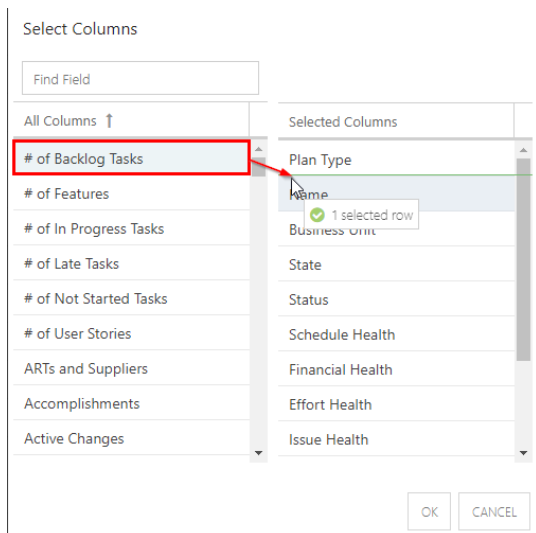 Select Columns
Find Field
All Columns ↑
# of Backlog Tasks
# of Features
# of In Progress Tasks
# of Late Tasks
# of Not Started Tasks
# of User Stories
ARTs and Suppliers
Accomplishments
Active Changes
Selected Columns
Plan Type
Name
1 selected row
Business Unit
State
Status
Schedule Health
Financial Health
Effort Health
Issue Health
OK
CANCEL